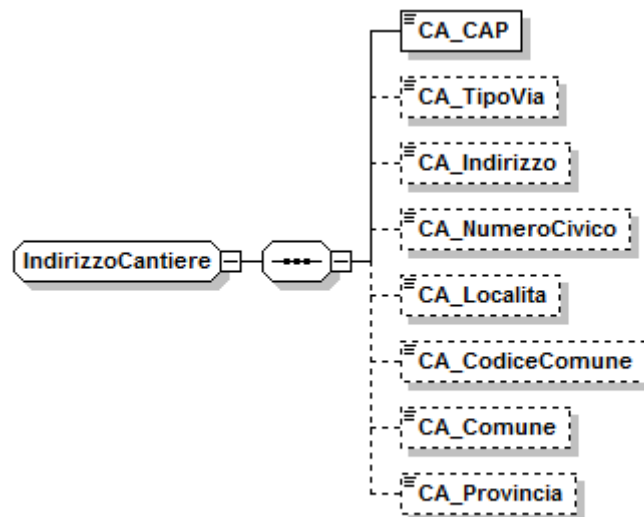 CA_CAP
CA_TipoVia
CA_Indirizzo
CA_NumeroCivico
IndirizzoCantiere
CA_Localita
CA_CodiceComune
CA_Comune
CA_Provincia